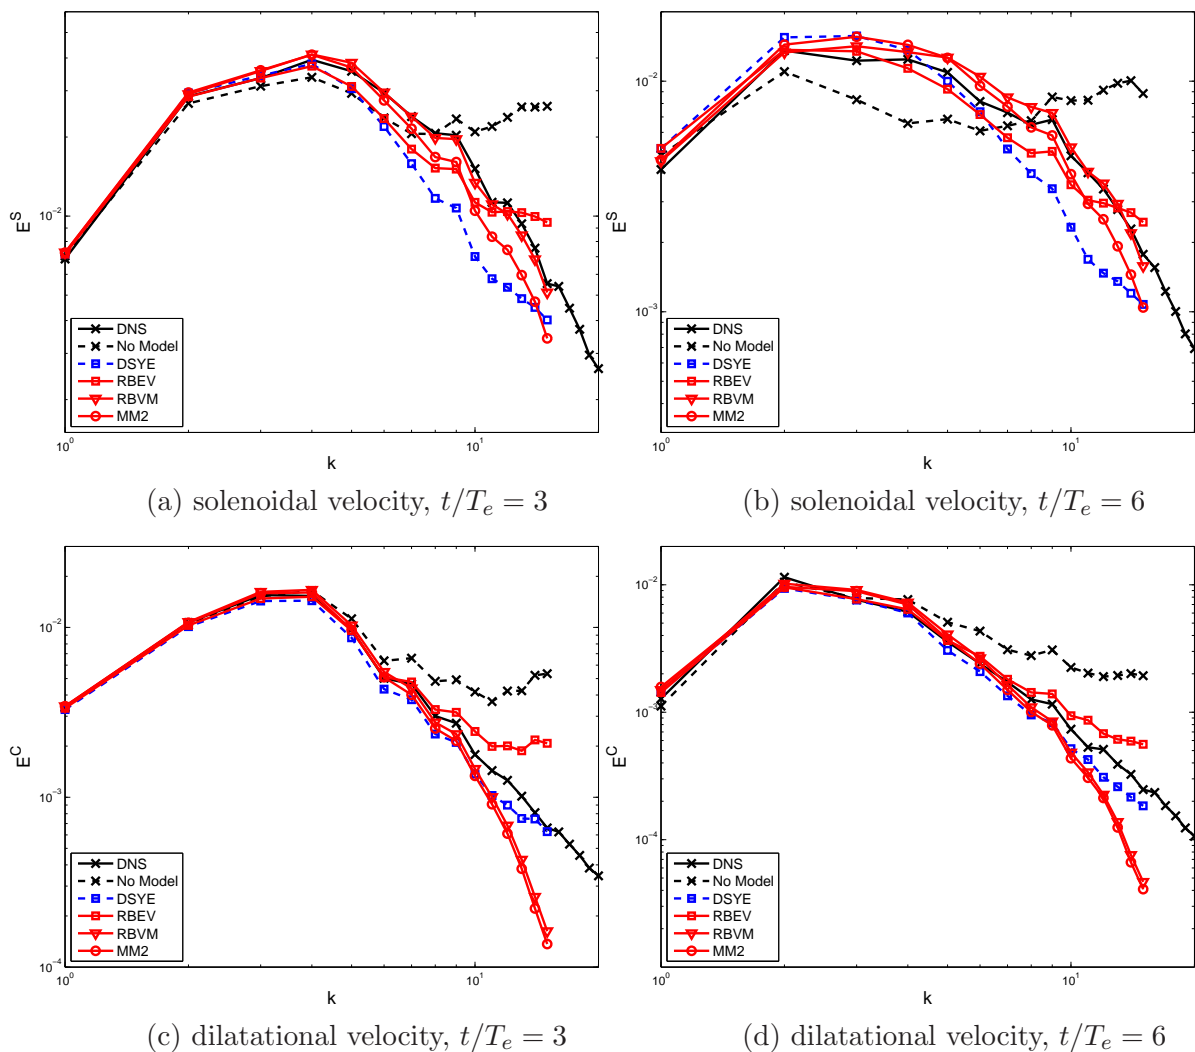 E^S
10^-2
DNS
No Model
DSYE
RBEV
RBVM
MM2
10^0
10^1
k
(a) solenoidal velocity, t/T_e = 3
E^S
10^-2
10^-3
DNS
No Model
DSYE
RBEV
RBVM
MM2
10^0
10^1
k
(b) solenoidal velocity, t/T_e = 6
E^C
10^-2
10^-3
10^-4
DNS
No Model
DSYE
RBEV
RBVM
MM2
10^0
10^1
k
(c) dilatational velocity, t/T_e = 3
E^C
10^-2
10^-3
10^-4
DNS
No Model
DSYE
RBEV
RBVM
MM2
10^0
10^1
k
(d) dilatational velocity, t/T_e = 6